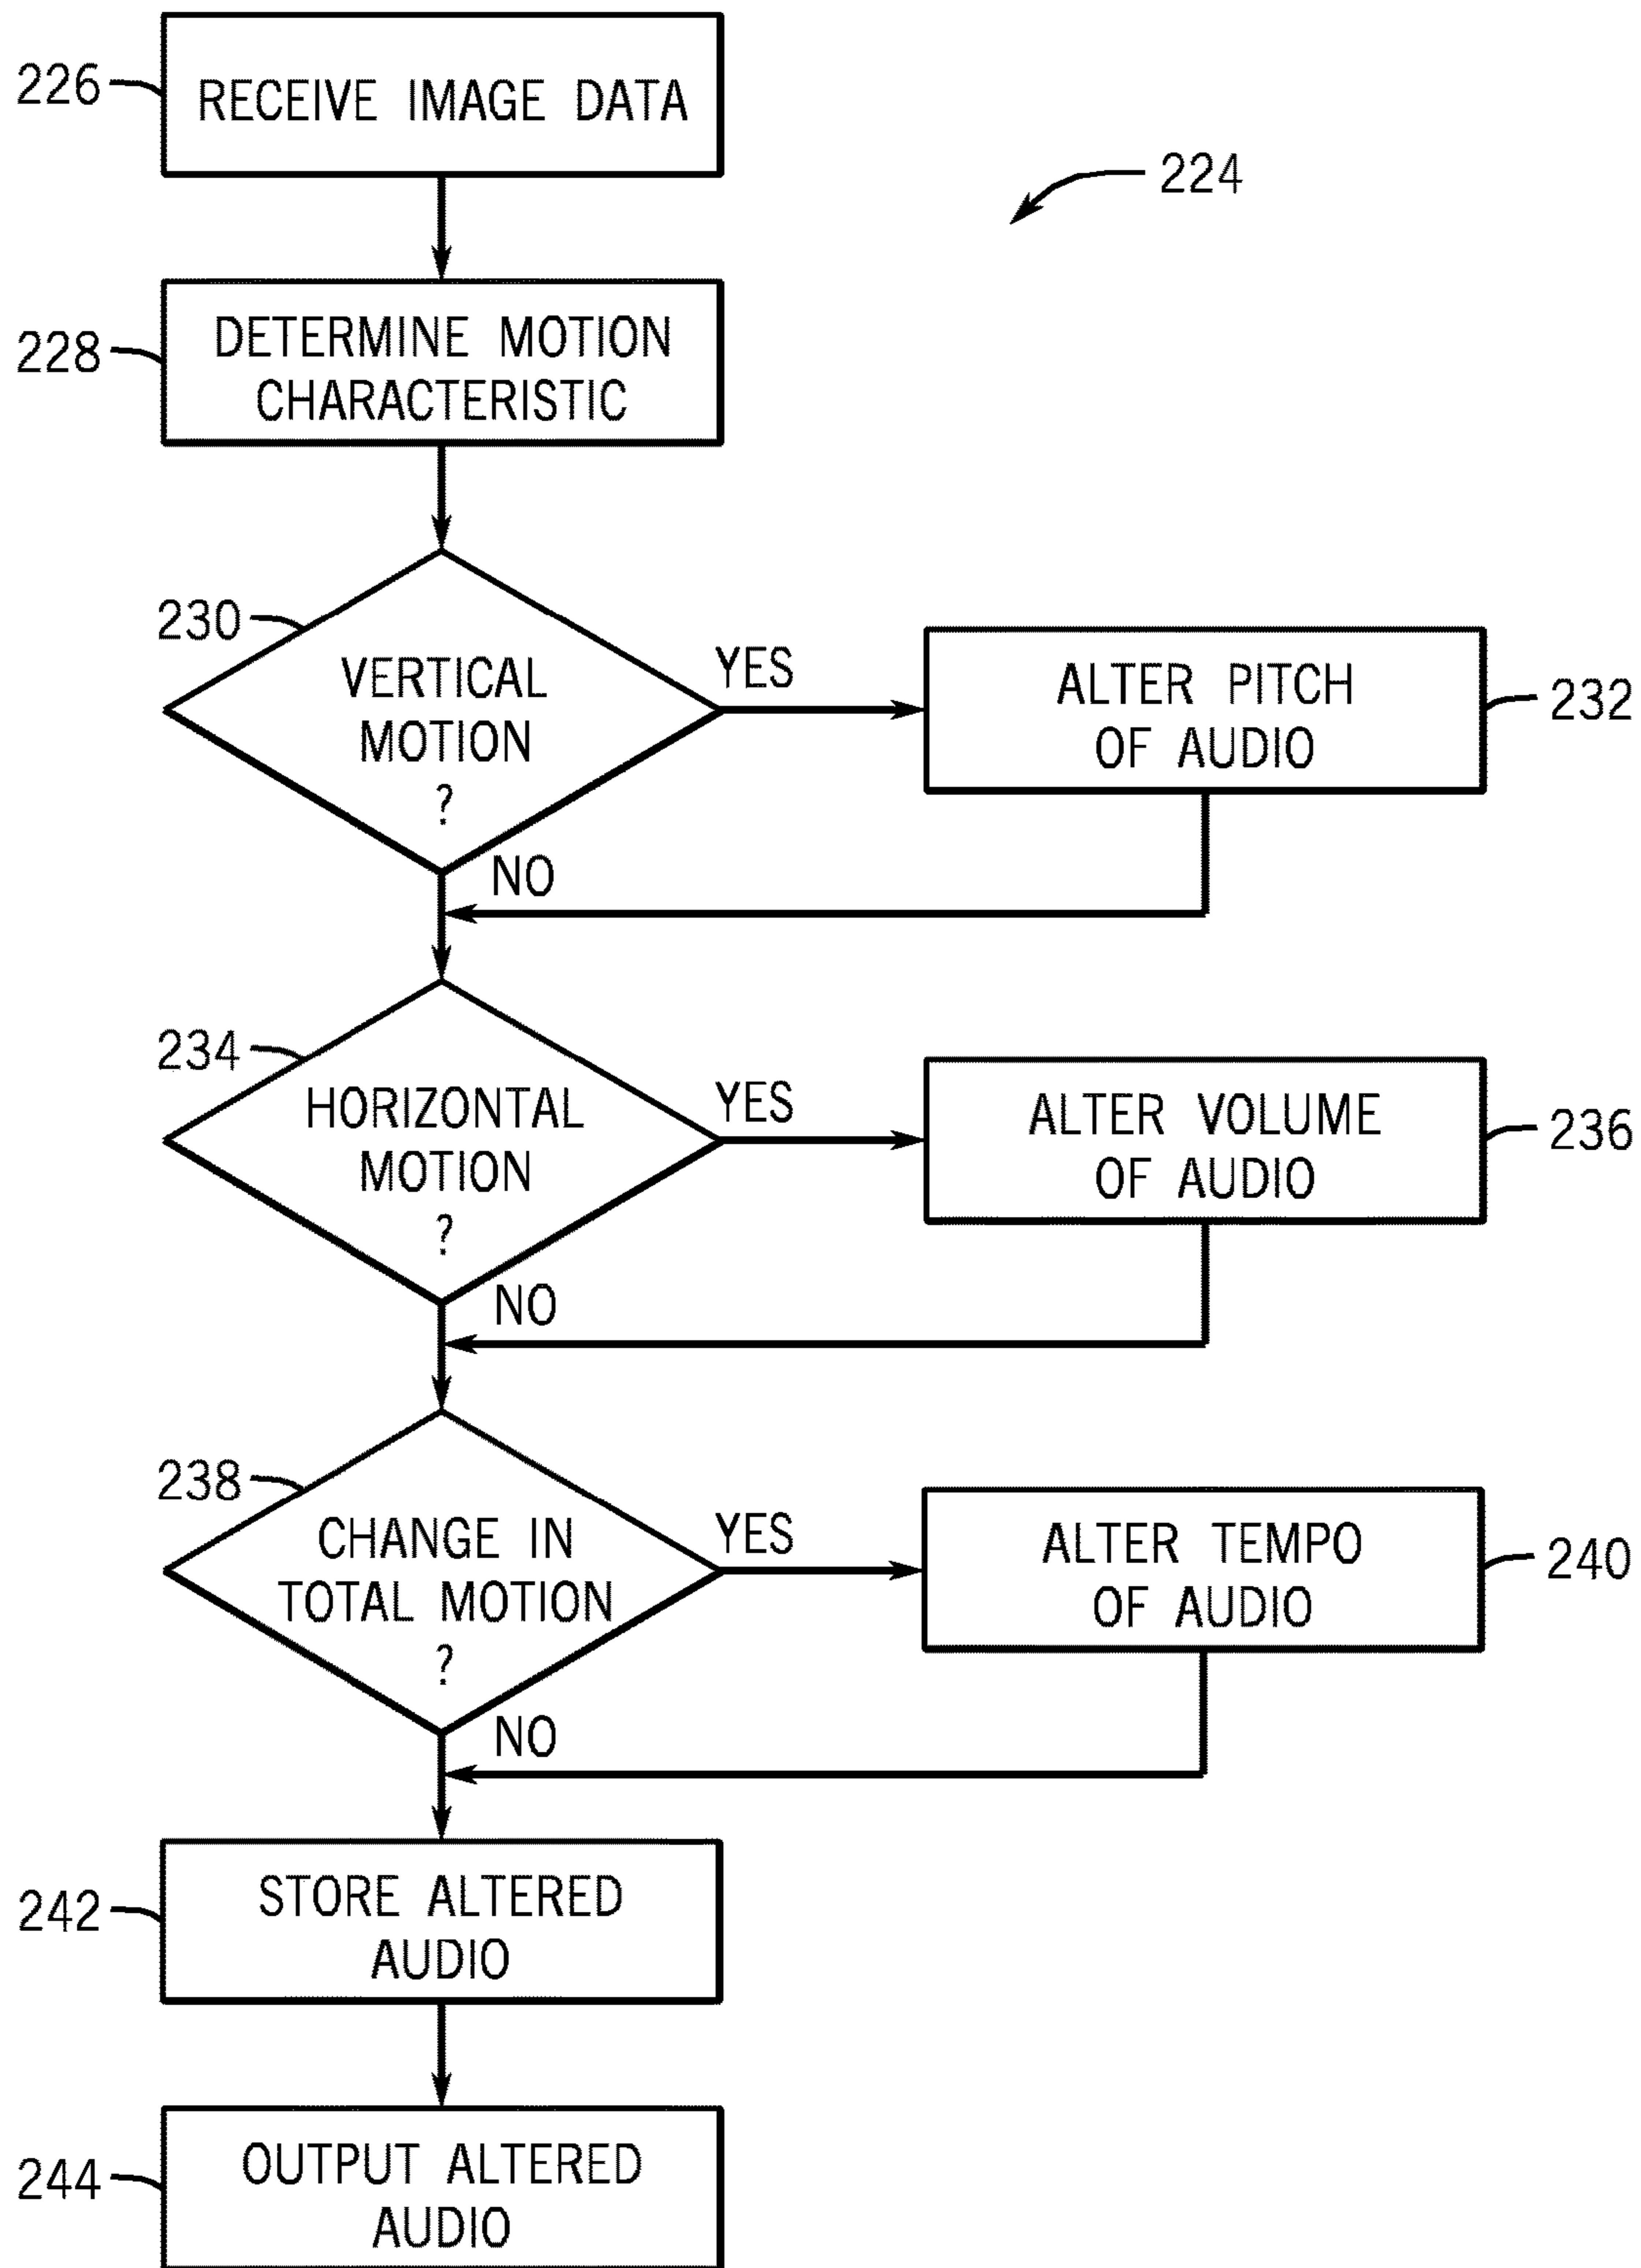 226
RECEIVE IMAGE DATA
224
228
DETERMINE MOTION
CHARACTERISTIC
230
VERTICAL
MOTION
?
YES
ALTER PITCH
OF AUDIO
232
NO
234
HORIZONTAL
MOTION
?
YES
ALTER VOLUME
OF AUDIO
236
NO
238
CHANGE IN
TOTAL MOTION
?
YES
ALTER TEMPO
OF AUDIO
240
NO
242
STORE ALTERED
AUDIO
244
OUTPUT ALTERED
AUDIO